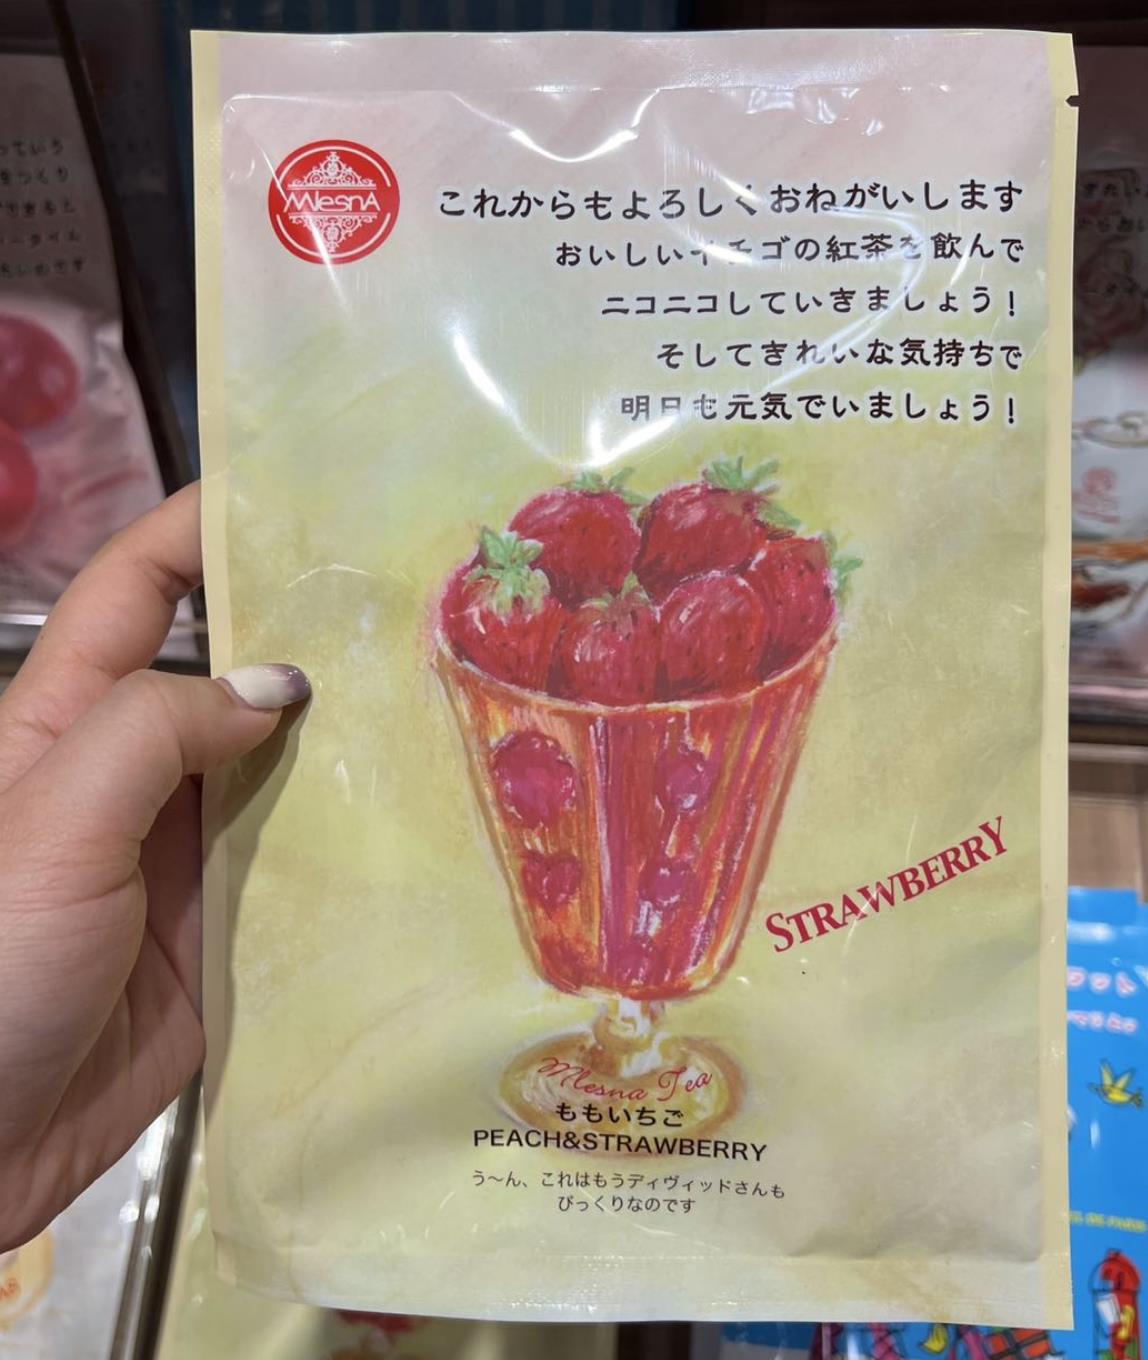 MlesnA
これからもよろしくおねがいします
おいしいイチゴの紅茶を飲んで
ニコニコしていきましょう!
そしてきれいな気持ちで
明日も元気でいましょう!
STRAWBERRY
Mlesna Tea
ももいちご
PEACH&STRAWBERRY
う〜ん、これはもうディヴィッドさんも
びっくりなのです